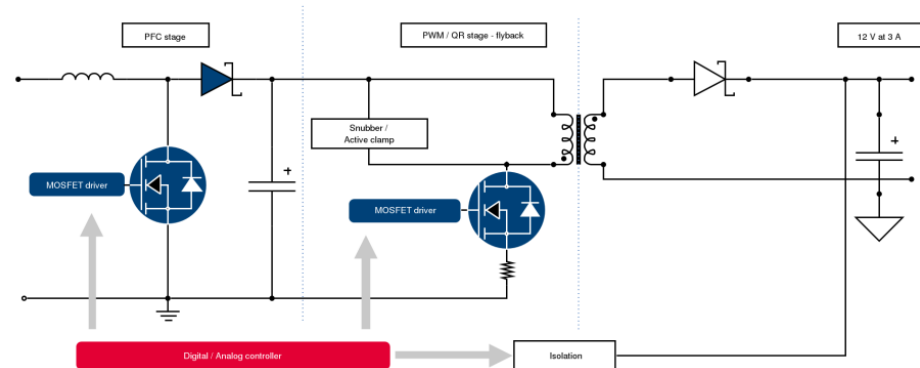 PFC stage
PWM / QR stage - flyback
12 V at 3 A
Snubber /
Active clamp
MOSFET driver
+
+
MOSFET driver
+
Digital / Analog controller
Isolation